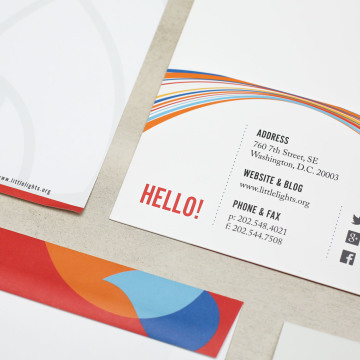 www.littlelights.org
HELLO!
ADDRESS
760 7th Street, SE
Washington, D.C. 20003
WEBSITE & BLOG
www.littlelights.org
PHONE & FAX
p: 202.548.4021
f: 202.544.7508